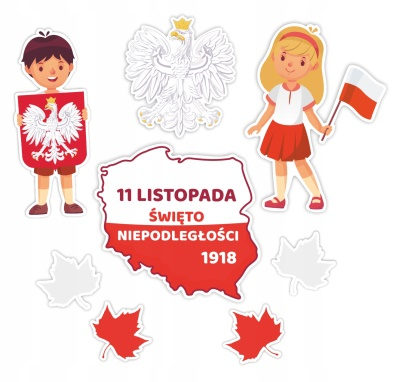 11 LISTOPADA
ŚWIĘTO
NIEPODLEGŁOŚCI
1918